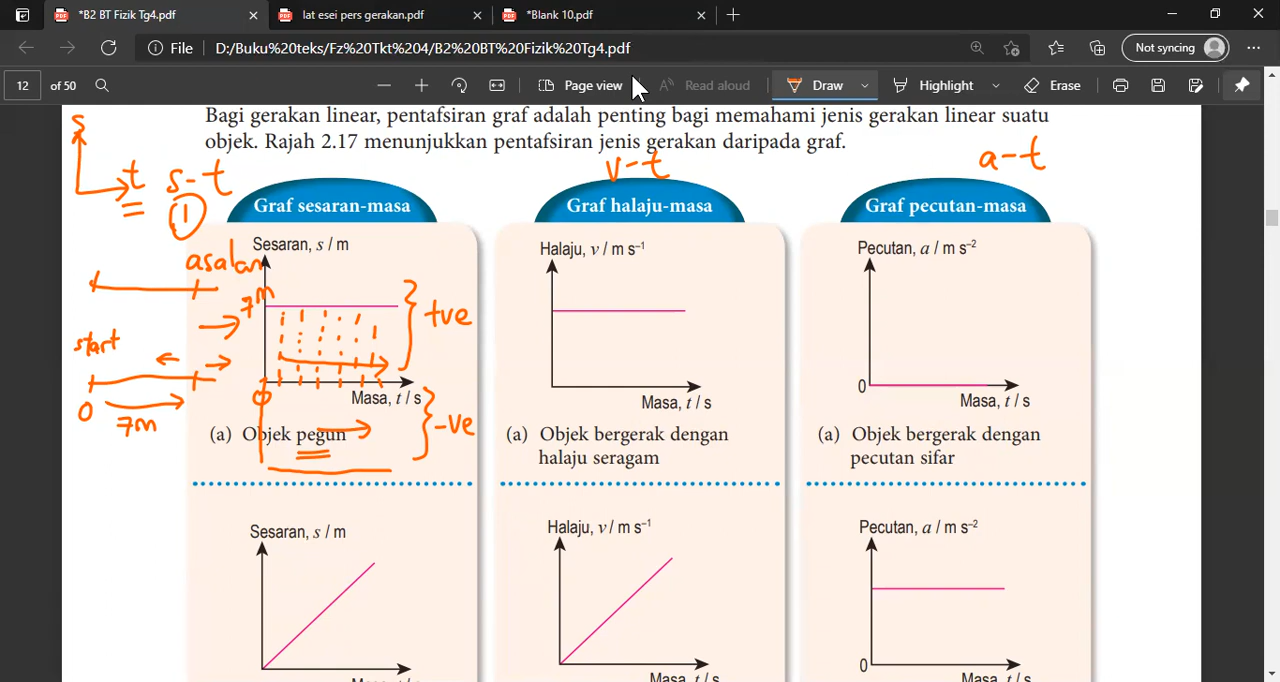 *B2 BT Fizik Tg4.pdf
lat esei pers gerakan.pdf
*Blank 10.pdf
File
D:/Buku%20teks/Fz%20Tkt%204/B2%20BT%20Fizik%20Tg4.pdf
Not syncing
12 of 50
Page view
Read aloud
Draw
Highlight
Erase
Bagi gerakan linear, pentafsiran graf adalah penting bagi memahami jenis gerakan linear suatu
objek. Rajah 2.17 menunjukkan pentafsiran jenis gerakan daripada graf.
s
t
s-t
1
v-t
a-t
Graf sesaran-masa
Graf halaju-masa
Graf pecutan-masa
asalan
Sesaran, s / m
7m
+ve
start
0
7m
0
Masa, t / s
-ve
(a) Objek pegun
Halaju, v / m s⁻¹
Masa, t / s
(a) Objek bergerak dengan
halaju seragam
Pecutan, a / m s⁻²
0
Masa, t / s
(a) Objek bergerak dengan
pecutan sifar
Sesaran, s / m
Masa, t / s
Halaju, v / m s⁻¹
Masa, t / s
Pecutan, a / m s⁻²
0
Masa, t / s